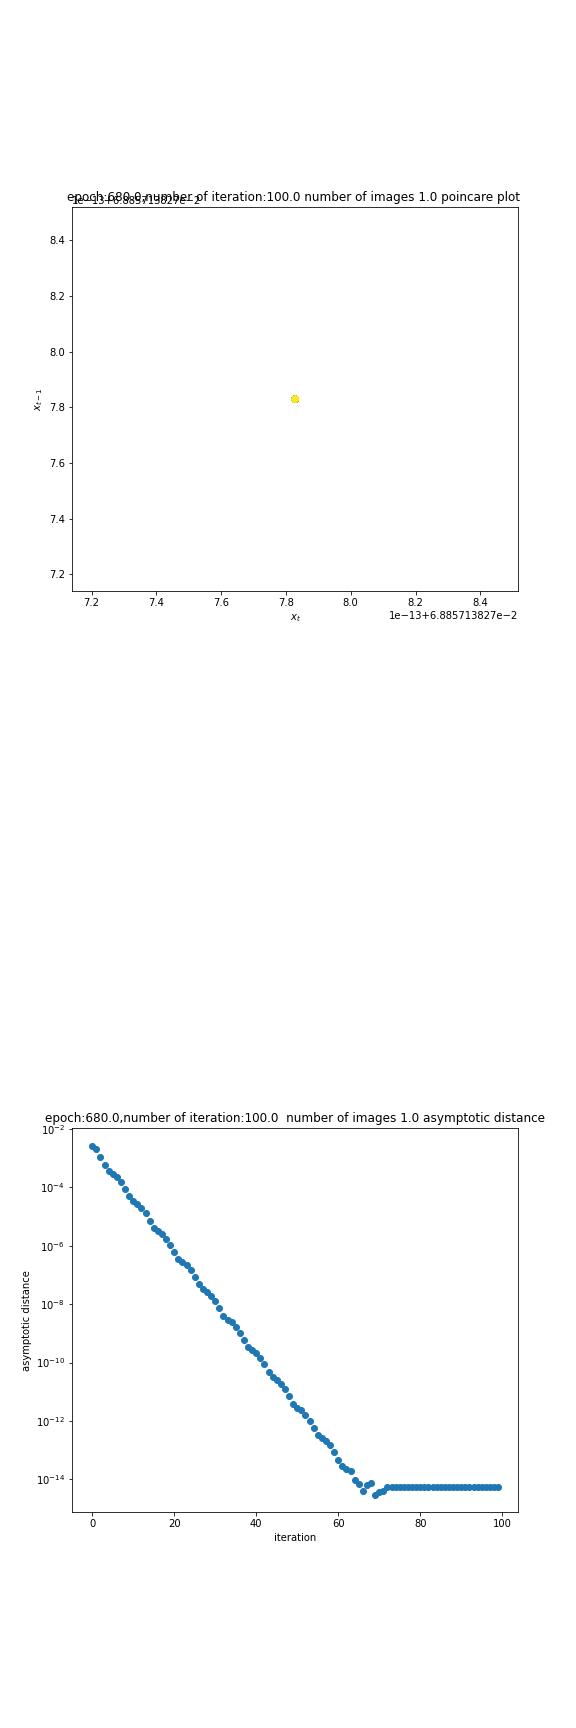 epoch:680.0,number of iteration:100.0 number of images 1.0 poincare plot
1e−13+6.885713827e−2
8.4
8.2
8.0
7.8
7.6
7.4
7.2
x_{t−1}
7.2 7.4 7.6 7.8 8.0 8.2 8.4
x_t
1e−13+6.885713827e−2
epoch:680.0,number of iteration:100.0  number of images 1.0 asymptotic distance
10^{−2}
10^{−4}
10^{−6}
10^{−8}
10^{−10}
10^{−12}
10^{−14}
asymptotic distance
0 20 40 60 80 100
iteration